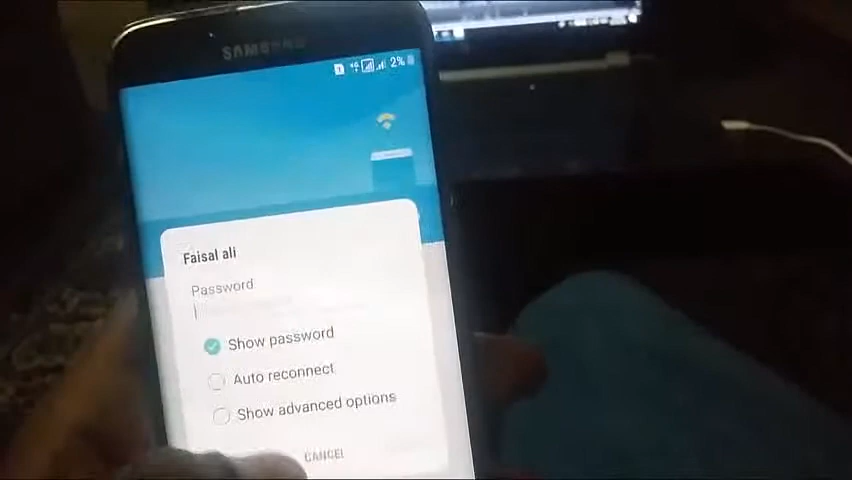 SAMSUNG
2%
Faisal ali
Password
Show password
Auto reconnect
Show advanced options
CANCEL